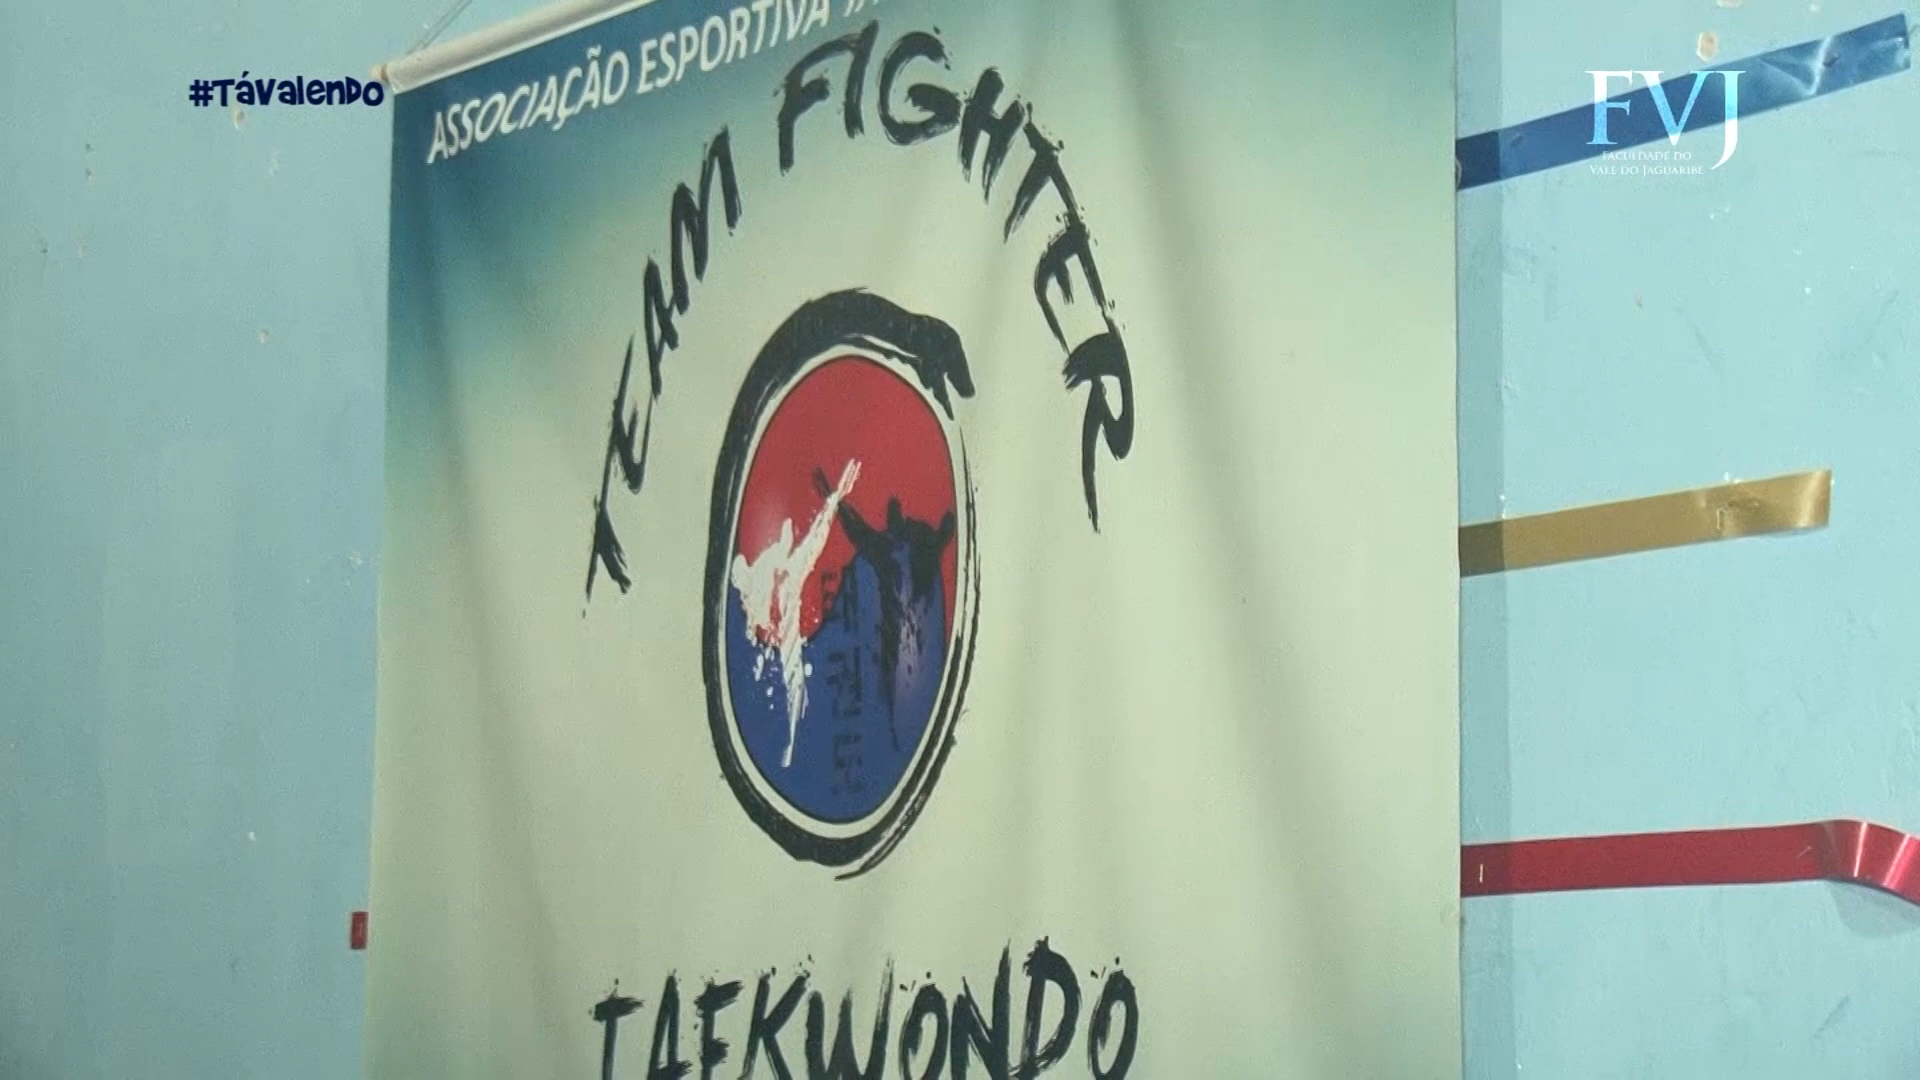 #TáValendo
FVJ
FACULDADE DO
VALE DO JAGUARIBE
ASSOCIAÇÃO ESPORTIVA
TEAM FIGHTER
TAEKWONDO